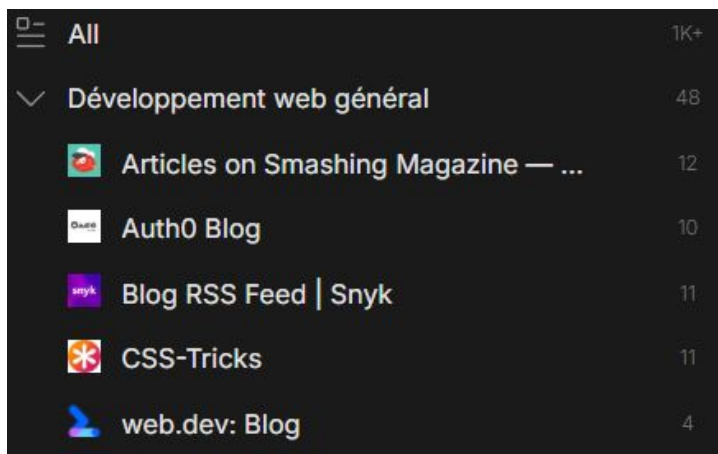 All 1K+
Développement web général 48
Articles on Smashing Magazine — ... 12
Auth0 Blog 10
snyk Blog RSS Feed | Snyk 11
CSS-Tricks 11
web.dev: Blog 4